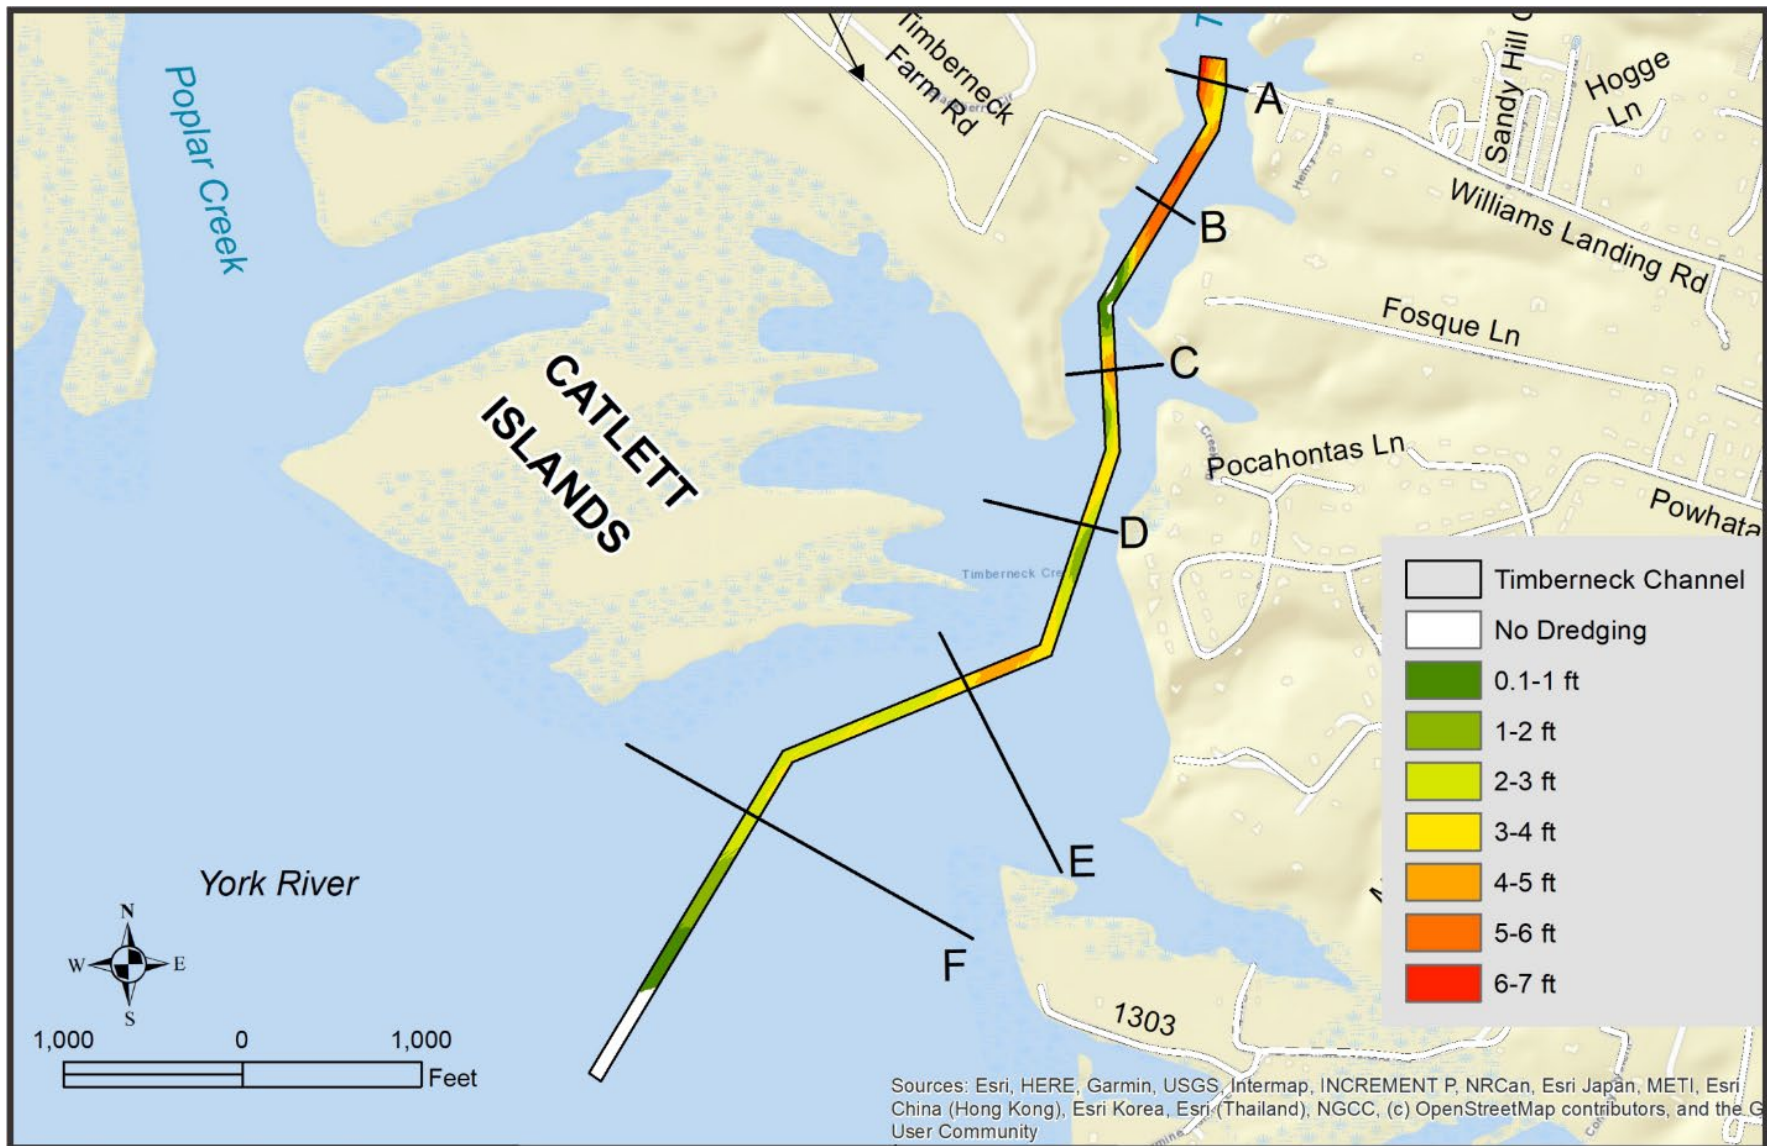 T
Timberneck
Farm Rd
Sandy Hill C
Hogge
Ln
A
Poplar Creek
B
Williams Landing Rd
Fosque Ln
C
CATLETT
ISLANDS
Pocahontas Ln
Creek
Powhata
D
Timberneck Cre
Timberneck Channel
No Dredging
0.1-1 ft
1-2 ft
2-3 ft
3-4 ft
4-5 ft
5-6 ft
6-7 ft
E
York River
F
N
W E
S
1303
1,000 0 1,000
Feet
Sources: Esri, HERE, Garmin, USGS, Intermap, INCREMENT P, NRCan, Esri Japan, METI, Esri
China (Hong Kong), Esri Korea, Esri (Thailand), NGCC, (c) OpenStreetMap contributors, and the G
User Community